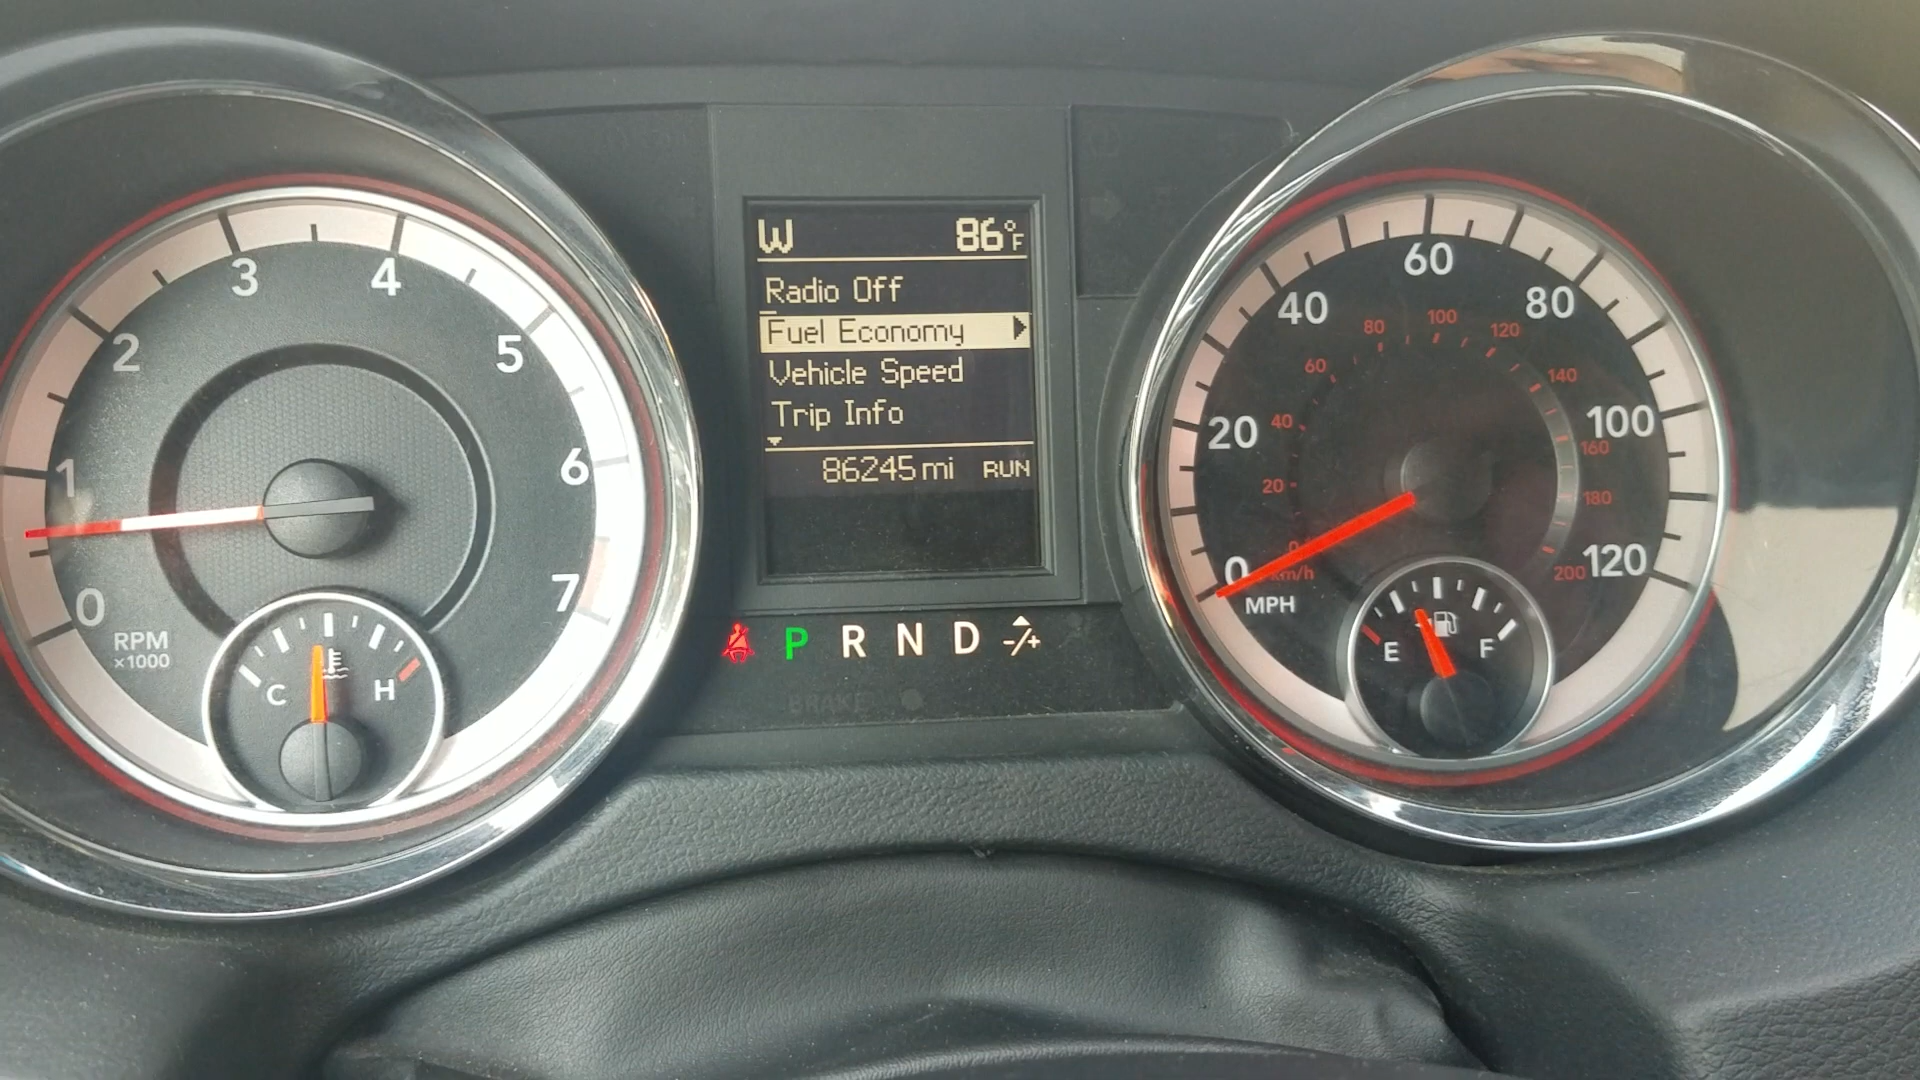 0
1
2
3
4
5
6
7
RPM
×1000
C
H
W 86°F
Radio Off
Fuel Economy
Vehicle Speed
Trip Info
86245 mi RUN
P R N D -/+
BRAKE
0
20
40
60
80
100
120
MPH
20
40
60
80
100
120
140
160
180
200
km/h
E
F